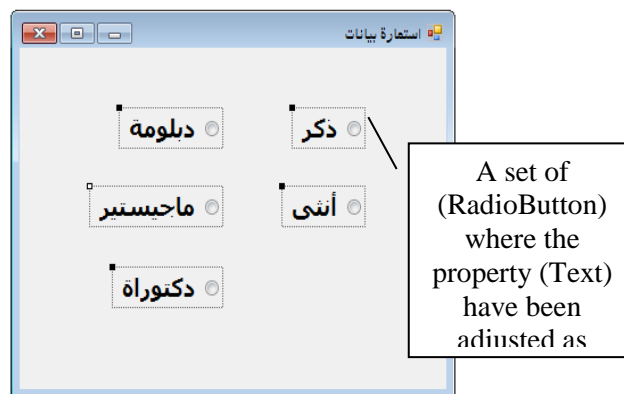 استمارة بيانات
ذكر
دبلومة
أنثى
ماجيستير
دكتوراة
A set of
(RadioButton)
where the
property (Text)
have been
adjusted as